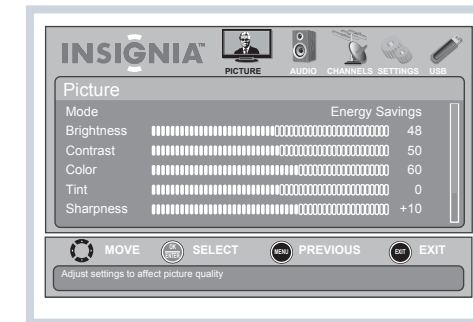 INSIGNIA
PICTURE AUDIO CHANNELS SETTINGS USB
Picture
Mode Energy Savings
Brightness 48
Contrast 50
Color 60
Tint 0
Sharpness +10
MOVE OK ENTER SELECT MENU PREVIOUS EXIT EXIT
Adjust settings to affect picture quality